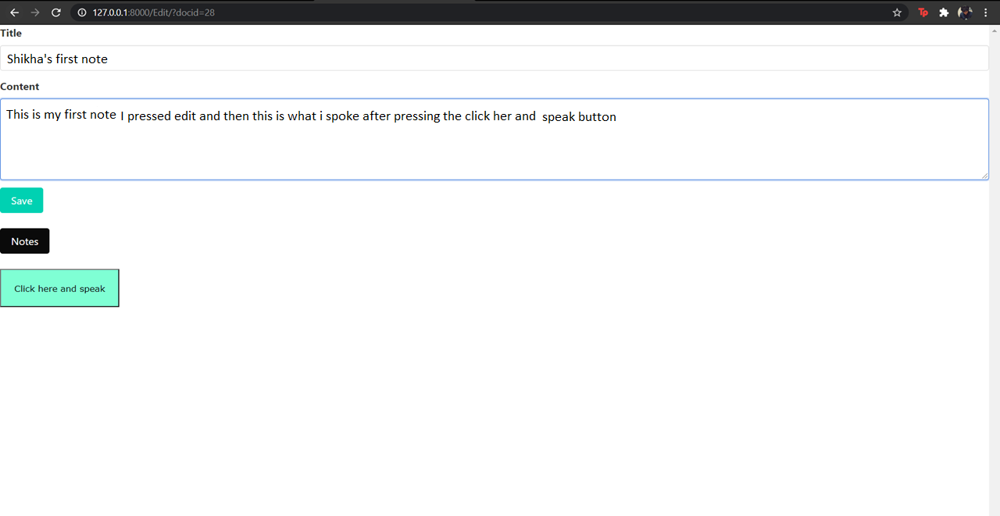 127.0.0.1:8000/Edit/?docid=28
Tp
Title
Shikha's first note
Content
This is my first note I pressed edit and then this is what i spoke after pressing the click her and speak button
Save
Notes
Click here and speak